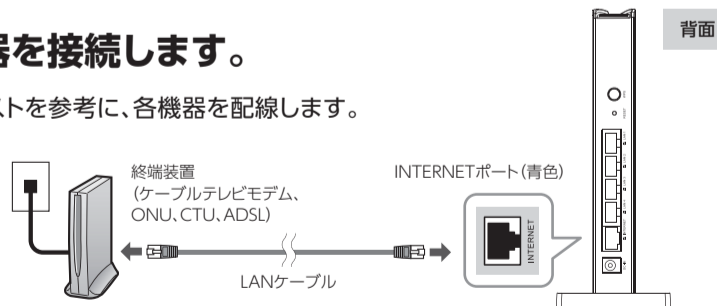 背面
器を接続します。
ストを参考に、各機器を配線します。
終端装置
（ケーブルテレビモデム、
ONU、CTU、ADSL）
INTERNETポート（青色）
INTERNET
LANケーブル